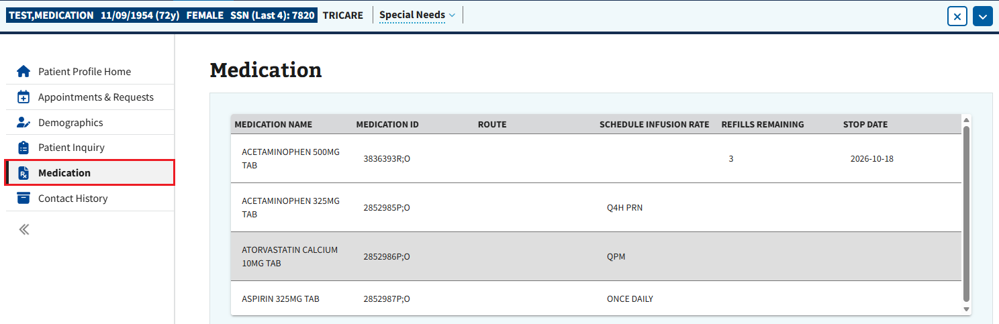 TEST,MEDICATION 11/09/1954 (72y) FEMALE SSN (Last 4): 7820 TRICARE Special Needs
Patient Profile Home
Appointments & Requests
Demographics
Patient Inquiry
Medication
Contact History
Medication
MEDICATION NAME MEDICATION ID ROUTE SCHEDULE INFUSION RATE REFILLS REMAINING STOP DATE
ACETAMINOPHEN 500MG
TAB
3836393R;O 3 2026-10-18
ACETAMINOPHEN 325MG
TAB
2852985P;O Q4H PRN
ATORVASTATIN CALCIUM
10MG TAB
2852986P;O QPM
ASPIRIN 325MG TAB 2852987P;O ONCE DAILY